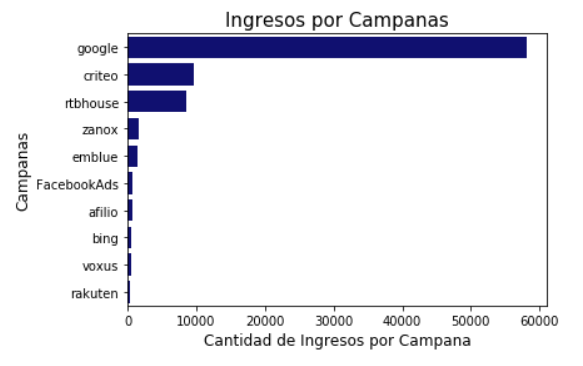 Ingresos por Campanas
google
criteo
rtbhouse
zanox
emblue
FacebookAds
afilio
bing
voxus
rakuten
Campanas
0 10000 20000 30000 40000 50000 60000
Cantidad de Ingresos por Campana